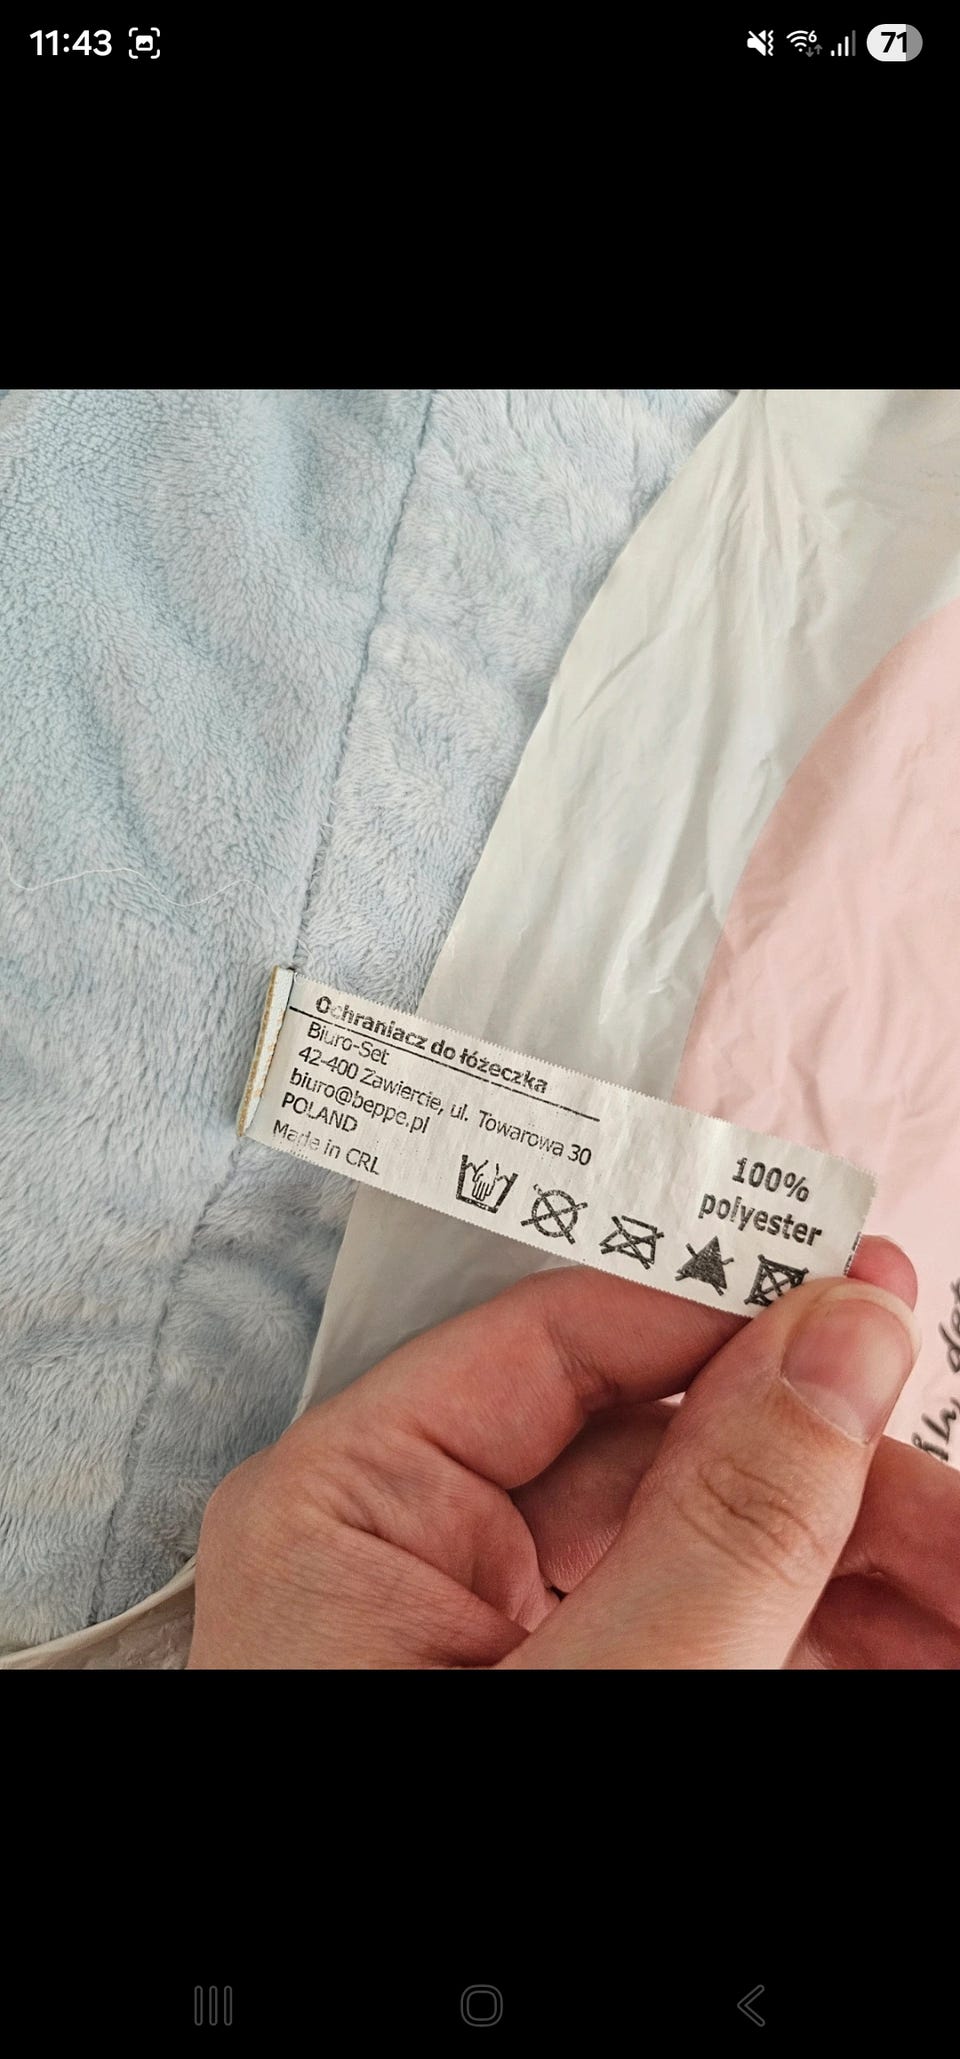 11:43
6
71
Ochraniacz do łóżeczka
Biuro-Set
42-400 Zawiercie, ul. Towarowa 30
biuro@beppe.pl
POLAND
Made in CRL
100%
polyester